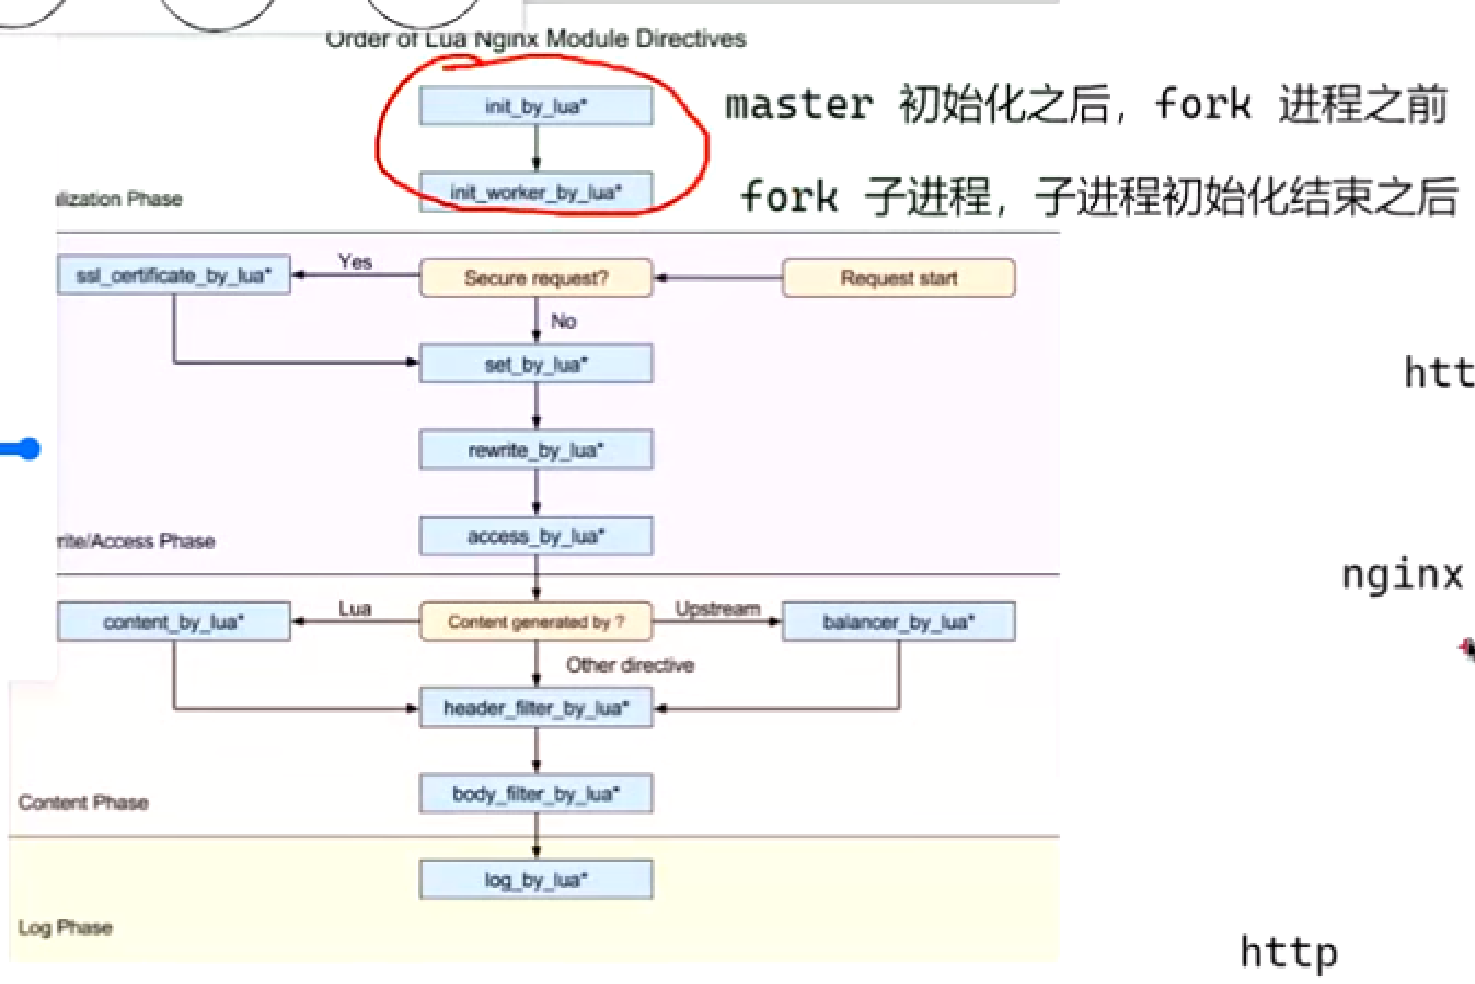 Order of Lua Nginx Module Directives
init_by_lua*
master 初始化之后，fork 进程之前
init_worker_by_lua*
fork 子进程，子进程初始化结束之后
lization Phase
ssl_certificate_by_lua*
Yes
Secure request?
Request start
No
set_by_lua*
htt
rewrite_by_lua*
access_by_lua*
rite/Access Phase
nginx
content_by_lua*
Lua
Content generated by ?
Upstream
balancer_by_lua*
Other directive
header_filter_by_lua*
body_filter_by_lua*
Content Phase
log_by_lua*
Log Phase
http